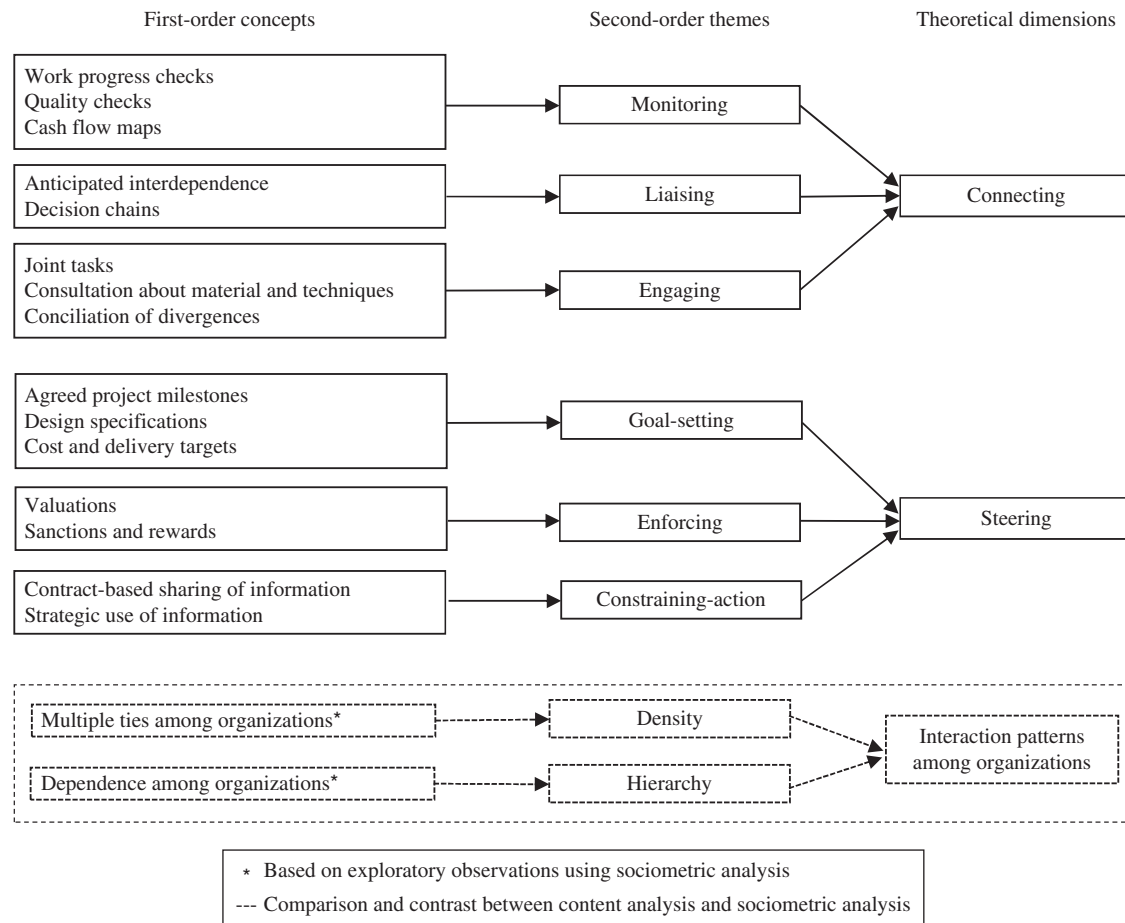 First-order concepts
Second-order themes
Theoretical dimensions
Work progress checks
Quality checks
Cash flow maps
Monitoring
Anticipated interdependence
Decision chains
Liaising
Connecting
Joint tasks
Consultation about material and techniques
Conciliation of divergences
Engaging
Agreed project milestones
Design specifications
Cost and delivery targets
Goal-setting
Valuations
Sanctions and rewards
Enforcing
Steering
Contract-based sharing of information
Strategic use of information
Constraining-action
Multiple ties among organizations*
Density
Dependence among organizations*
Hierarchy
Interaction patterns
among organizations
* Based on exploratory observations using sociometric analysis
--- Comparison and contrast between content analysis and sociometric analysis